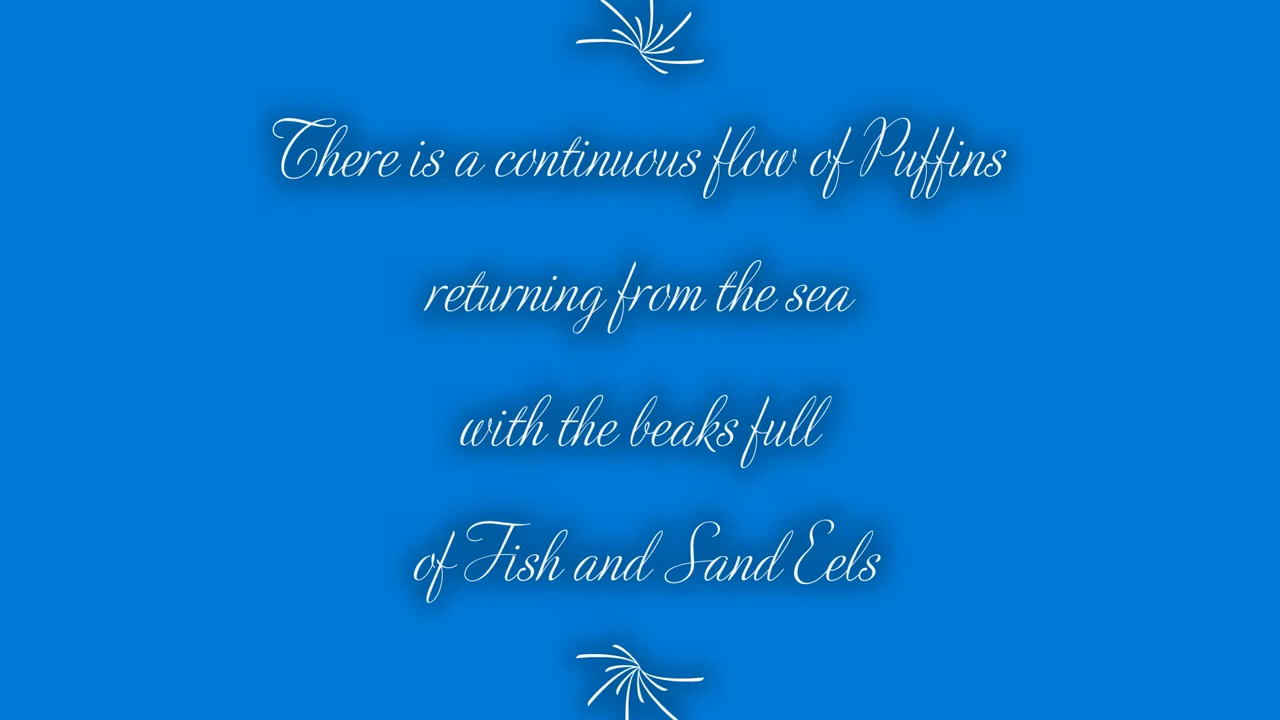 There is a continuous flow of Puffins
returning from the sea
with the beaks full
of Fish and Sand Eels